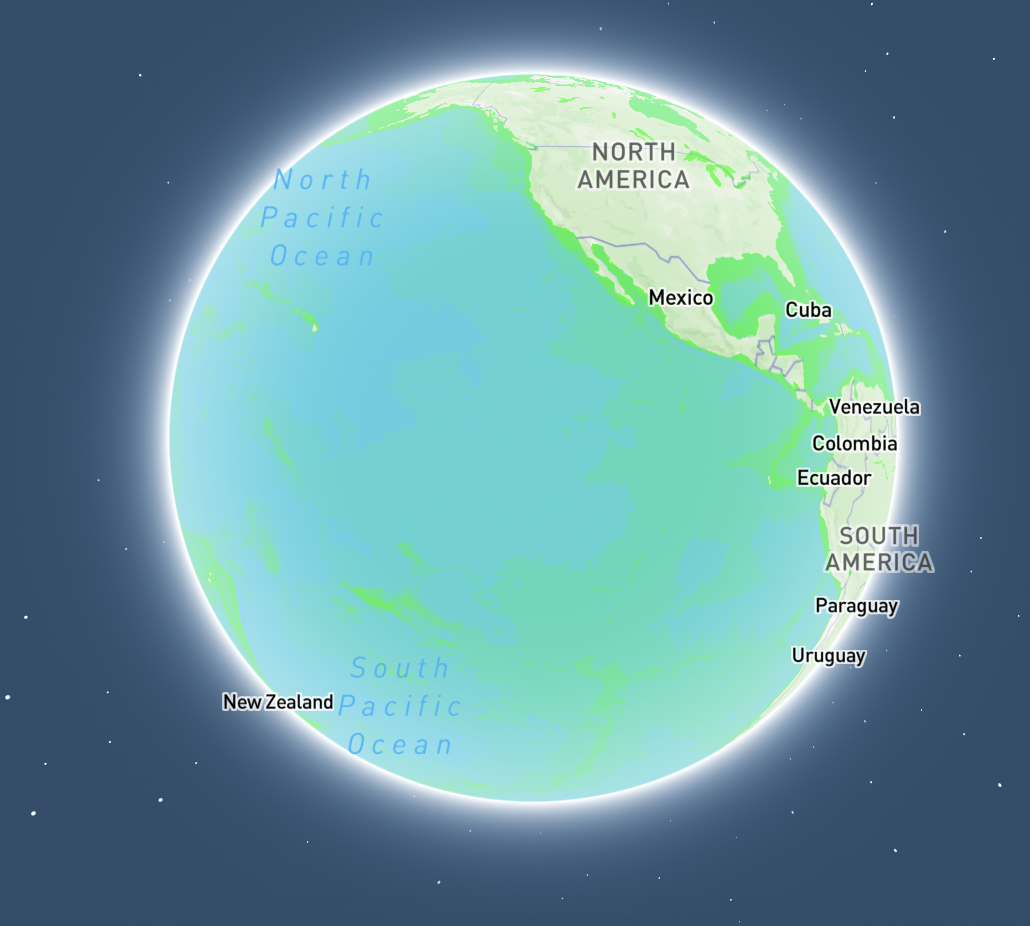 NORTH
AMERICA
North
Pacific
Ocean
Mexico
Cuba
Venezuela
Colombia
Ecuador
SOUTH
AMERICA
Paraguay
Uruguay
South
Pacific
Ocean
New Zealand